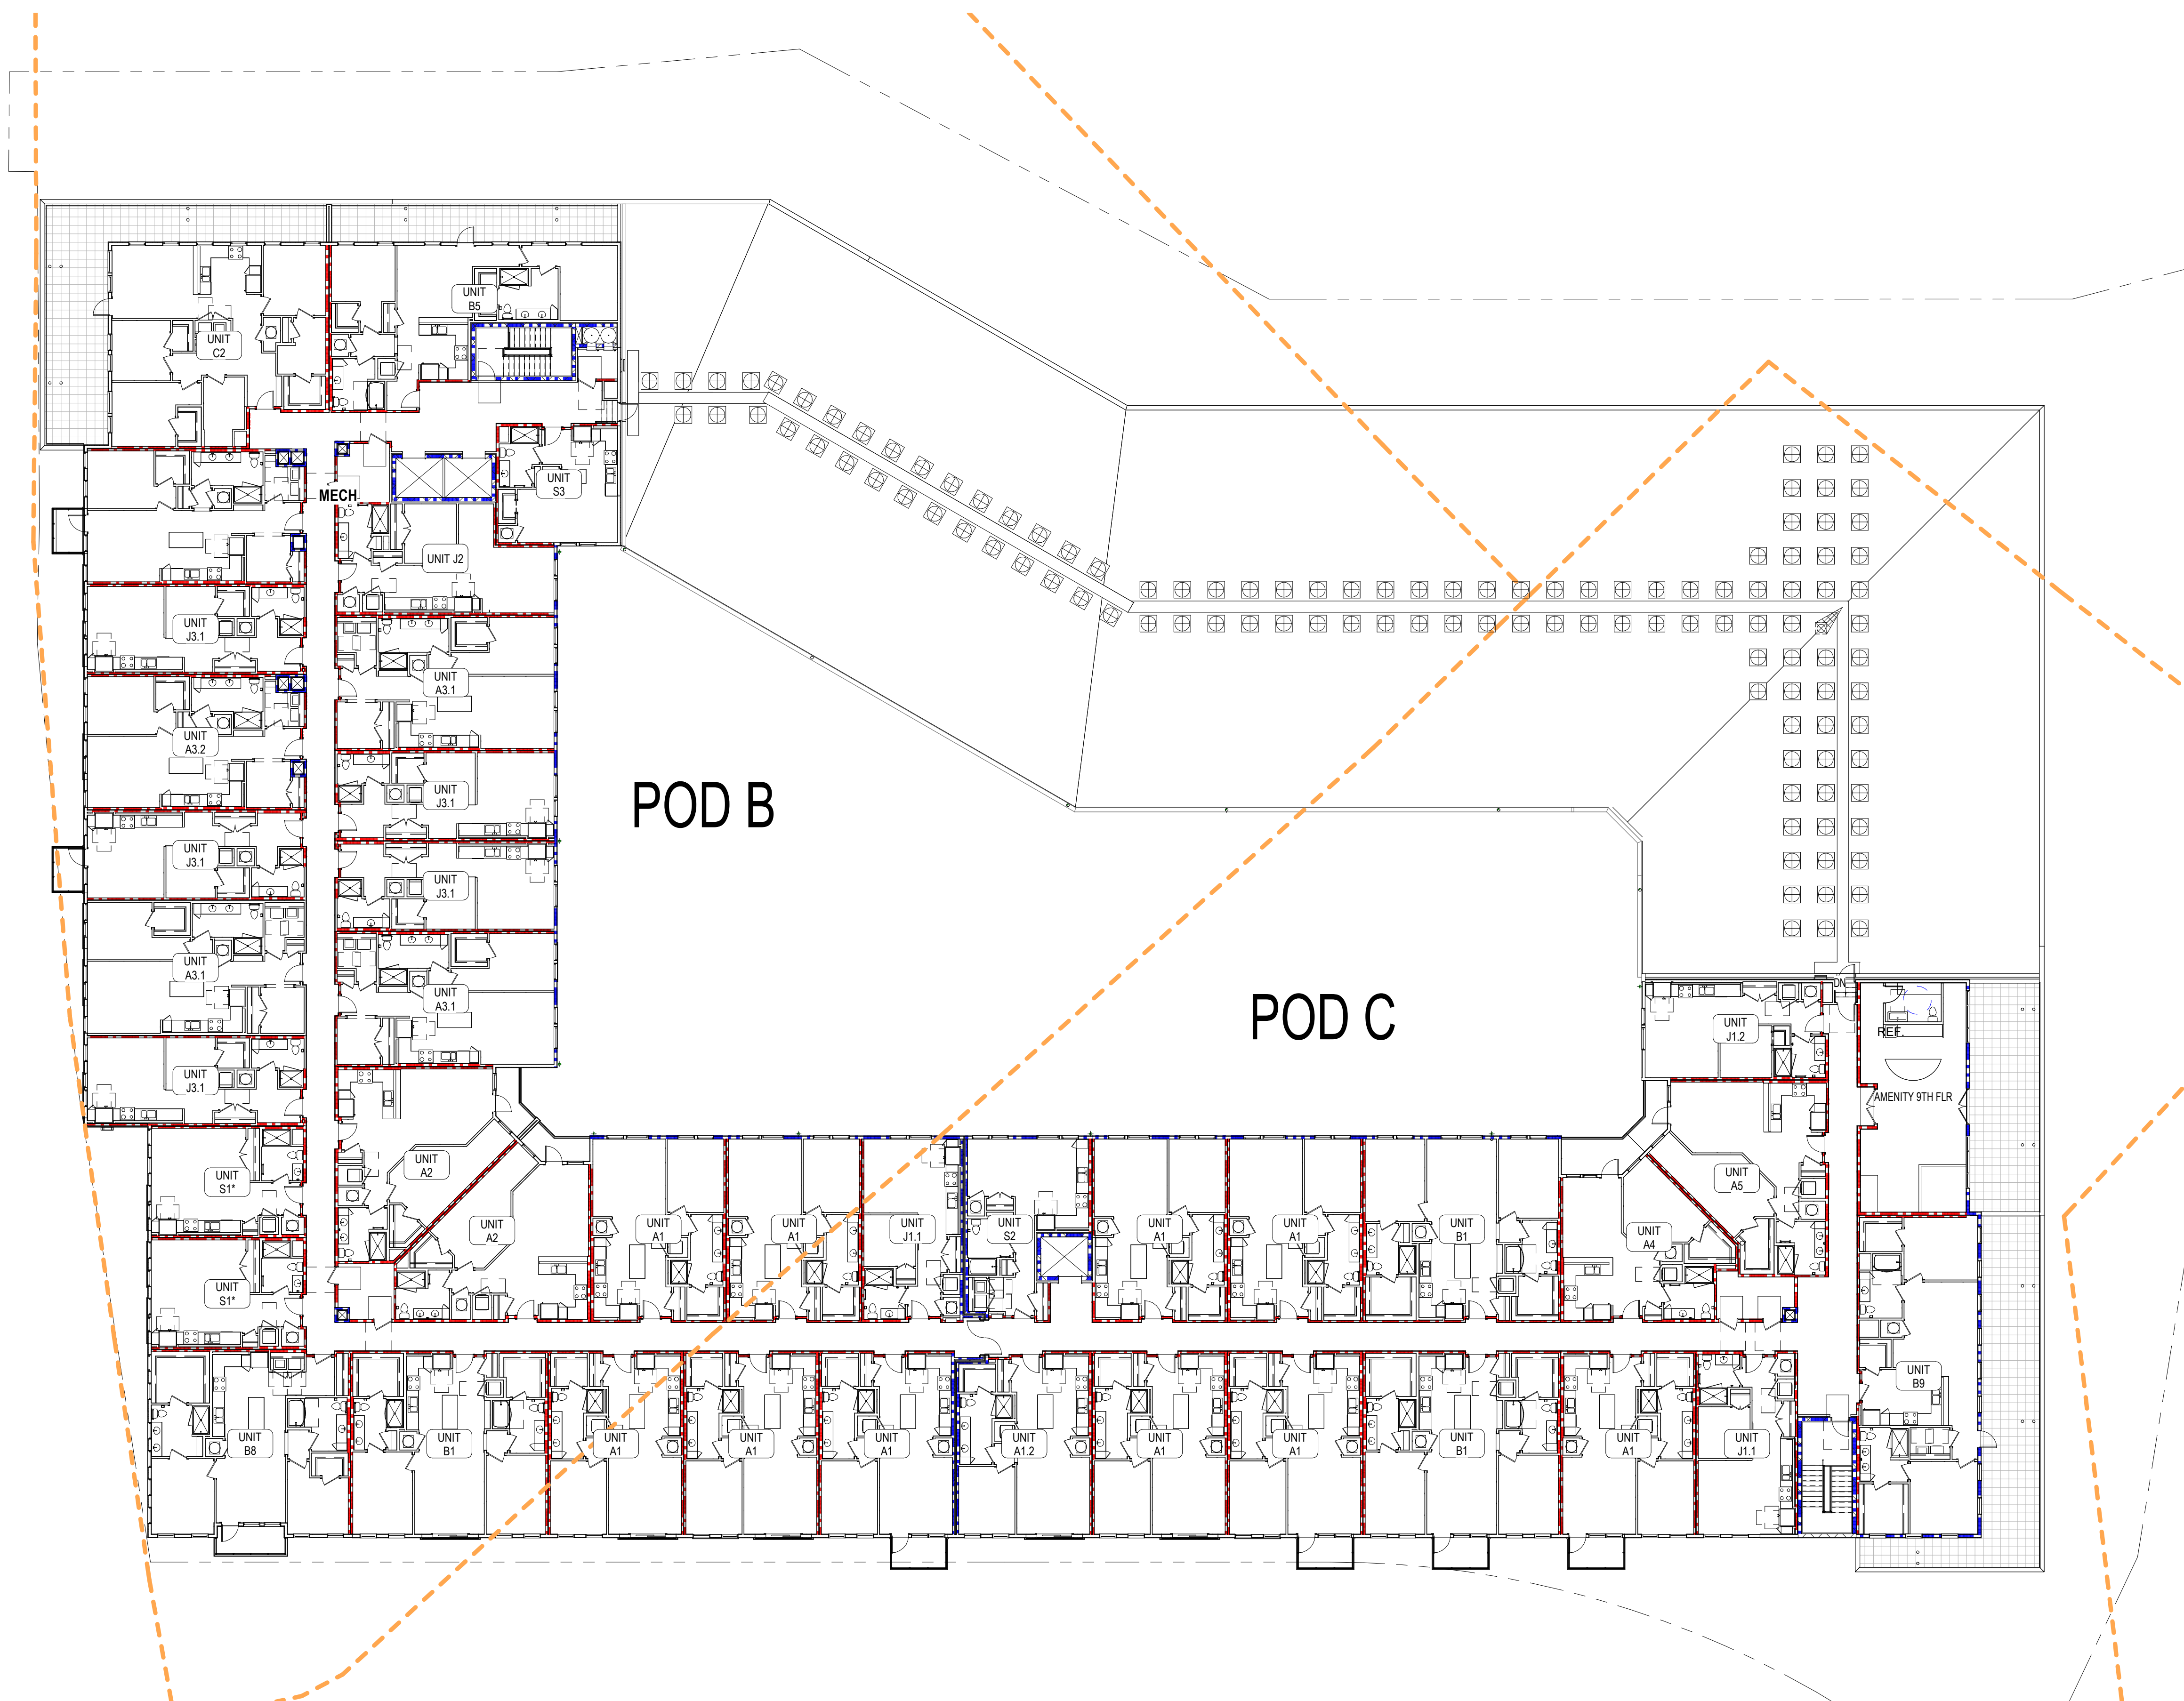 UNIT
B5
UNIT
C2
UNIT
S3
MECH
UNIT J2
UNIT
J3.1
UNIT
A3.1
UNIT
A3.2
UNIT
J3.1
POD B
UNIT
J3.1
UNIT
J3.1
UNIT
A3.1
UNIT
A3.1
POD C
DN
REF.
UNIT
J1.2
UNIT
J3.1
AMENITY 9TH FLR
UNIT
A2
UNIT
S1*
UNIT
A5
UNIT
A2
UNIT
A1
UNIT
A1
UNIT
J1.1
UNIT
S2
UNIT
A1
UNIT
A1
UNIT
B1
UNIT
A4
UNIT
S1*
UNIT
B9
UNIT
B8
UNIT
B1
UNIT
A1
UNIT
A1
UNIT
A1
UNIT
A1.2
UNIT
A1
UNIT
A1
UNIT
B1
UNIT
A1
UNIT
J1.1